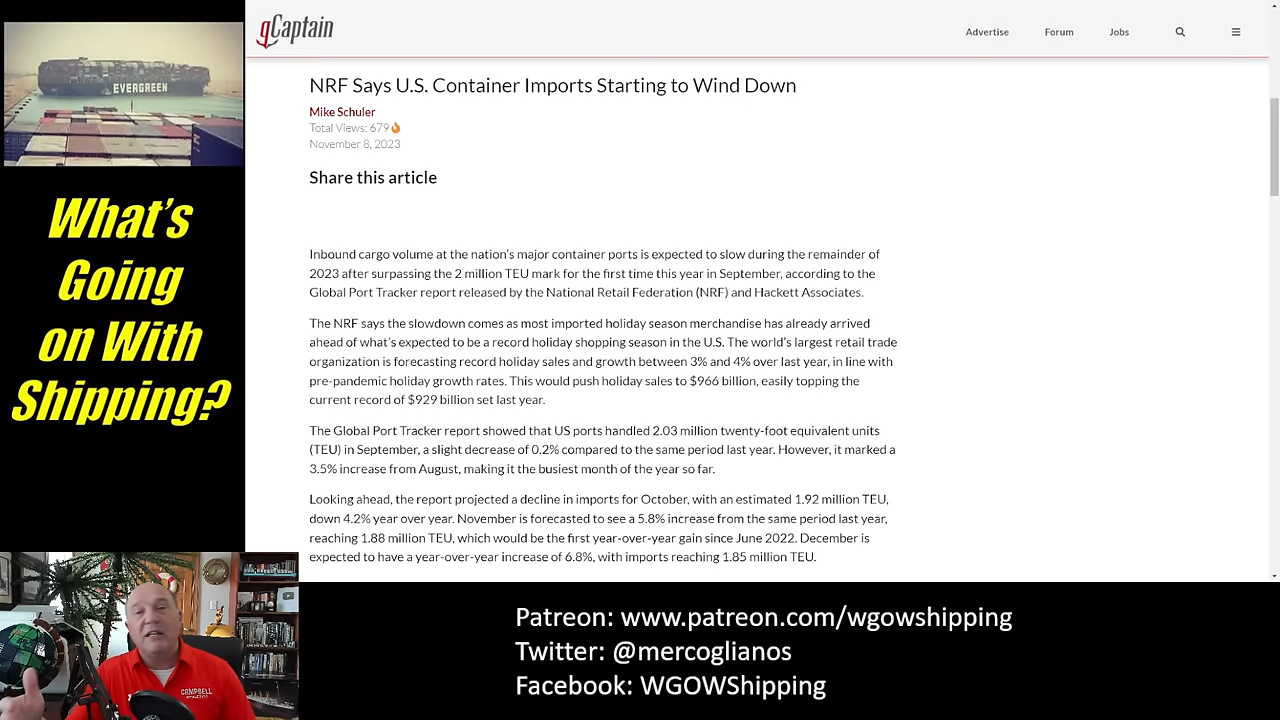 EVERGREEN
What's
Going
on With
Shipping?
gCaptain
Advertise
Forum
Jobs
NRF Says U.S. Container Imports Starting to Wind Down
Mike Schuler
Total Views: 679
November 8, 2023
Share this article
Inbound cargo volume at the nation's major container ports is expected to slow during the remainder of
2023 after surpassing the 2 million TEU mark for the first time this year in September, according to the
Global Port Tracker report released by the National Retail Federation (NRF) and Hackett Associates.
The NRF says the slowdown comes as most imported holiday season merchandise has already arrived
ahead of what's expected to be a record holiday shopping season in the U.S. The world's largest retail trade
organization is forecasting record holiday sales and growth between 3% and 4% over last year, in line with
pre-pandemic holiday growth rates. This would push holiday sales to $966 billion, easily topping the
current record of $929 billion set last year.
The Global Port Tracker report showed that US ports handled 2.03 million twenty-foot equivalent units
(TEU) in September, a slight decrease of 0.2% compared to the same period last year. However, it marked a
3.5% increase from August, making it the busiest month of the year so far.
Looking ahead, the report projected a decline in imports for October, with an estimated 1.92 million TEU,
down 4.2% year over year. November is forecasted to see a 5.8% increase from the same period last year,
reaching 1.88 million TEU, which would be the first year-over-year gain since June 2022. December is
expected to have a year-over-year increase of 6.8%, with imports reaching 1.85 million TEU.
CAMPBELL
Patreon: www.patreon.com/wgowshipping
Twitter: @mercoglianos
Facebook: WGOWShipping